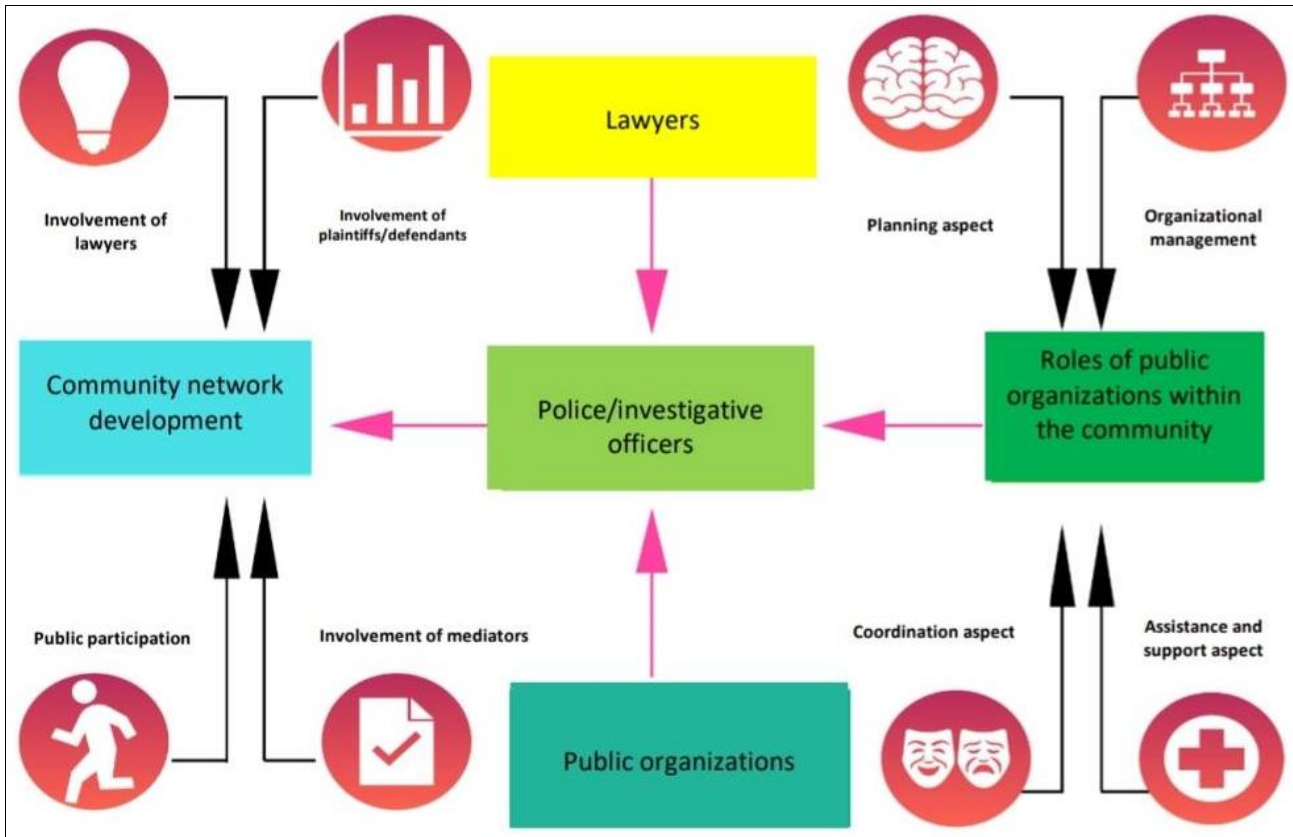 Lawyers
Involvement of
lawyers
Involvement of
plaintiffs/defendants
Planning aspect
Organizational
management
Community network
development
Police/investigative
officers
Roles of public
organizations within
the community
Public participation
Involvement of mediators
Coordination aspect
Assistance and
support aspect
Public organizations